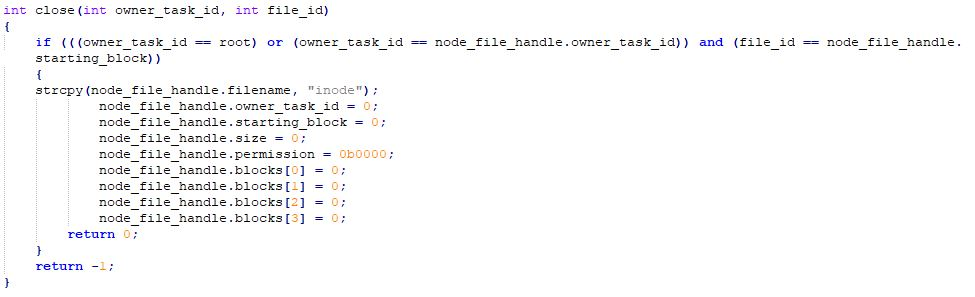 int close(int owner_task_id, int file_id)
{
    if (((owner_task_id == root) or (owner_task_id == node_file_handle.owner_task_id)) and (file_id == node_file_handle.
    starting_block))
    {
    strcpy(node_file_handle.filename, "inode");
            node_file_handle.owner_task_id = 0;
            node_file_handle.starting_block = 0;
            node_file_handle.size = 0;
            node_file_handle.permission = 0b0000;
            node_file_handle.blocks[0] = 0;
            node_file_handle.blocks[1] = 0;
            node_file_handle.blocks[2] = 0;
            node_file_handle.blocks[3] = 0;
        return 0;
    }
    return -1;
}